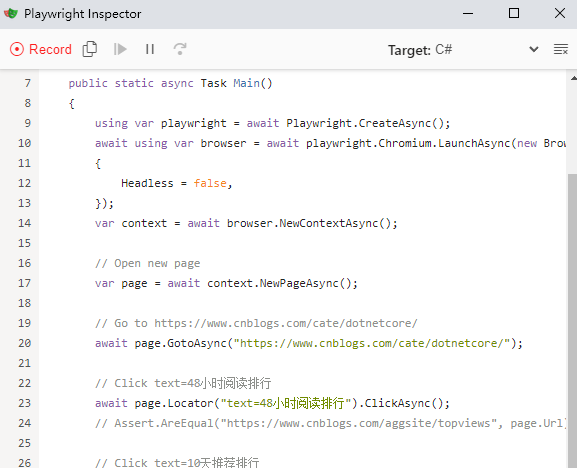 Playwright Inspector
Record Target: C#
7 public static async Task Main()
8 {
9 using var playwright = await Playwright.CreateAsync();
10 await using var browser = await playwright.Chromium.LaunchAsync(new Brow
11 {
12 Headless = false,
13 });
14 var context = await browser.NewContextAsync();
15
16 // Open new page
17 var page = await context.NewPageAsync();
18
19 // Go to https://www.cnblogs.com/cate/dotnetcore/
20 await page.GotoAsync("https://www.cnblogs.com/cate/dotnetcore/");
21
22 // Click text=48小时阅读排行
23 await page.Locator("text=48小时阅读排行").ClickAsync();
24 // Assert.AreEqual("https://www.cnblogs.com/aggsite/topviews", page.Url)
25
26 // Click text=10天推荐排行